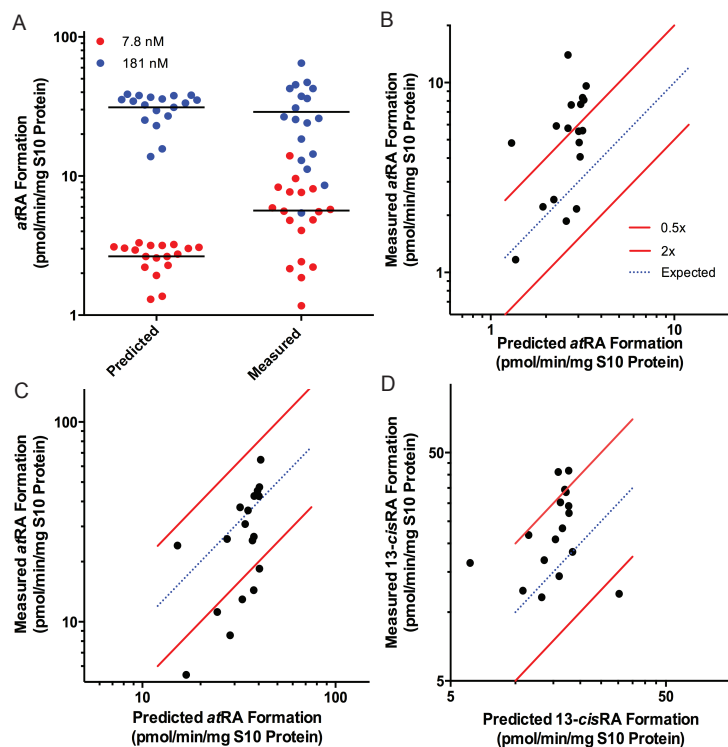 A
7.8 nM
181 nM
100
10
1
atRA Formation
(pmol/min/mg S10 Protein)
Predicted
Measured
B
10
1
Measured atRA Formation
(pmol/min/mg S10 Protein)
0.5x
2x
Expected
1
10
Predicted atRA Formation
(pmol/min/mg S10 Protein)
C
100
10
Measured atRA Formation
(pmol/min/mg S10 Protein)
10
100
Predicted atRA Formation
(pmol/min/mg S10 Protein)
D
50
5
Measured 13-cisRA Formation
(pmol/min/mg S10 Protein)
5
50
Predicted 13-cisRA Formation
(pmol/min/mg S10 Protein)